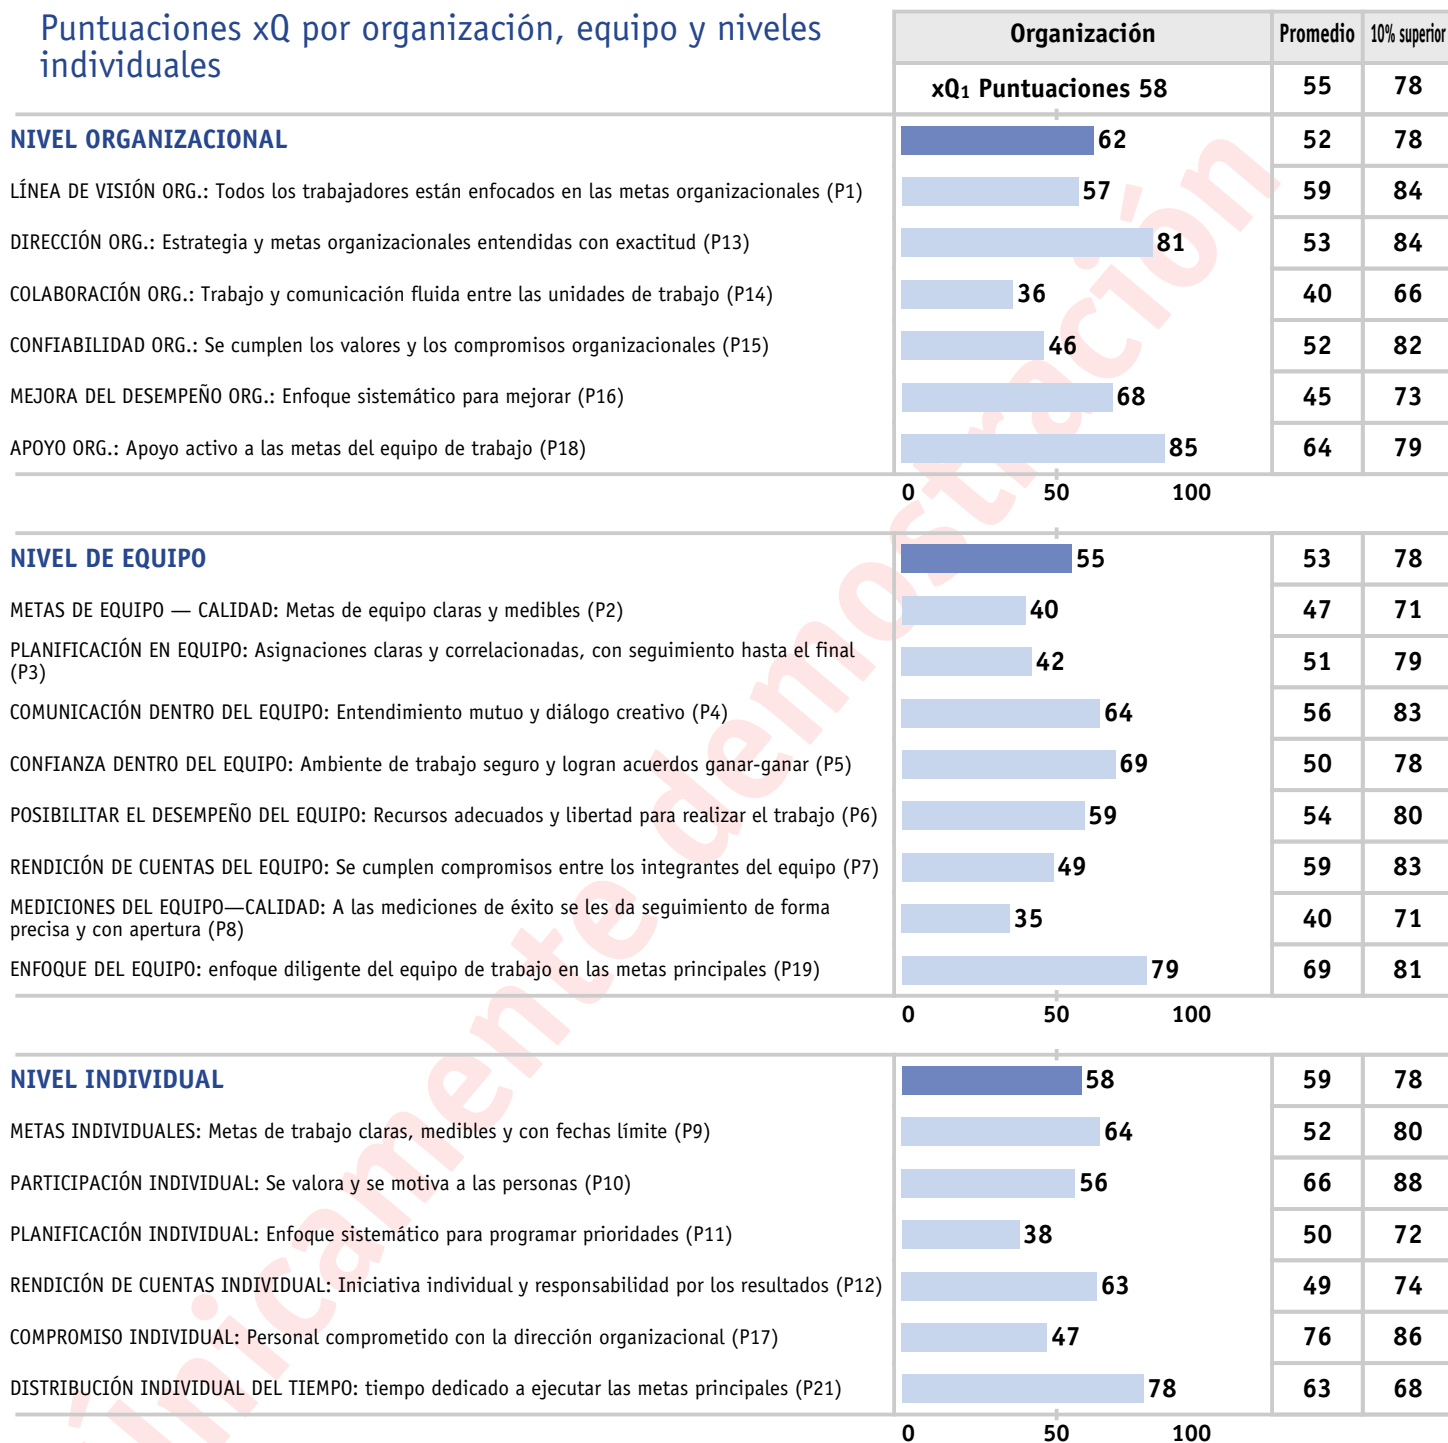 Puntuaciones xQ por organización, equipo y niveles
individuales
Organización Promedio 10% superior
xQ1 Puntuaciones 58 55 78
NIVEL ORGANIZACIONAL 62 52 78
LÍNEA DE VISIÓN ORG.: Todos los trabajadores están enfocados en las metas organizacionales (P1) 57 59 84
DIRECCIÓN ORG.: Estrategia y metas organizacionales entendidas con exactitud (P13) 81 53 84
COLABORACIÓN ORG.: Trabajo y comunicación fluida entre las unidades de trabajo (P14) 36 40 66
CONFIABILIDAD ORG.: Se cumplen los valores y los compromisos organizacionales (P15) 46 52 82
MEJORA DEL DESEMPEÑO ORG.: Enfoque sistemático para mejorar (P16) 68 45 73
APOYO ORG.: Apoyo activo a las metas del equipo de trabajo (P18) 85 64 79
0 50 100
NIVEL DE EQUIPO 55 53 78
METAS DE EQUIPO — CALIDAD: Metas de equipo claras y medibles (P2) 40 47 71
PLANIFICACIÓN EN EQUIPO: Asignaciones claras y correlacionadas, con seguimiento hasta el final
(P3) 42 51 79
COMUNICACIÓN DENTRO DEL EQUIPO: Entendimiento mutuo y diálogo creativo (P4) 64 56 83
CONFIANZA DENTRO DEL EQUIPO: Ambiente de trabajo seguro y logran acuerdos ganar-ganar (P5) 69 50 78
POSIBILITAR EL DESEMPEÑO DEL EQUIPO: Recursos adecuados y libertad para realizar el trabajo (P6) 59 54 80
RENDICIÓN DE CUENTAS DEL EQUIPO: Se cumplen compromisos entre los integrantes del equipo (P7) 49 59 83
MEDICIONES DEL EQUIPO—CALIDAD: A las mediciones de éxito se les da seguimiento de forma
precisa y con apertura (P8) 35 40 71
ENFOQUE DEL EQUIPO: enfoque diligente del equipo de trabajo en las metas principales (P19) 79 69 81
0 50 100
NIVEL INDIVIDUAL 58 59 78
METAS INDIVIDUALES: Metas de trabajo claras, medibles y con fechas límite (P9) 64 52 80
PARTICIPACIÓN INDIVIDUAL: Se valora y se motiva a las personas (P10) 56 66 88
PLANIFICACIÓN INDIVIDUAL: Enfoque sistemático para programar prioridades (P11) 38 50 72
RENDICIÓN DE CUENTAS INDIVIDUAL: Iniciativa individual y responsabilidad por los resultados (P12) 63 49 74
COMPROMISO INDIVIDUAL: Personal comprometido con la dirección organizacional (P17) 47 76 86
DISTRIBUCIÓN INDIVIDUAL DEL TIEMPO: tiempo dedicado a ejecutar las metas principales (P21) 78 63 68
0 50 100
Únicamente demostración